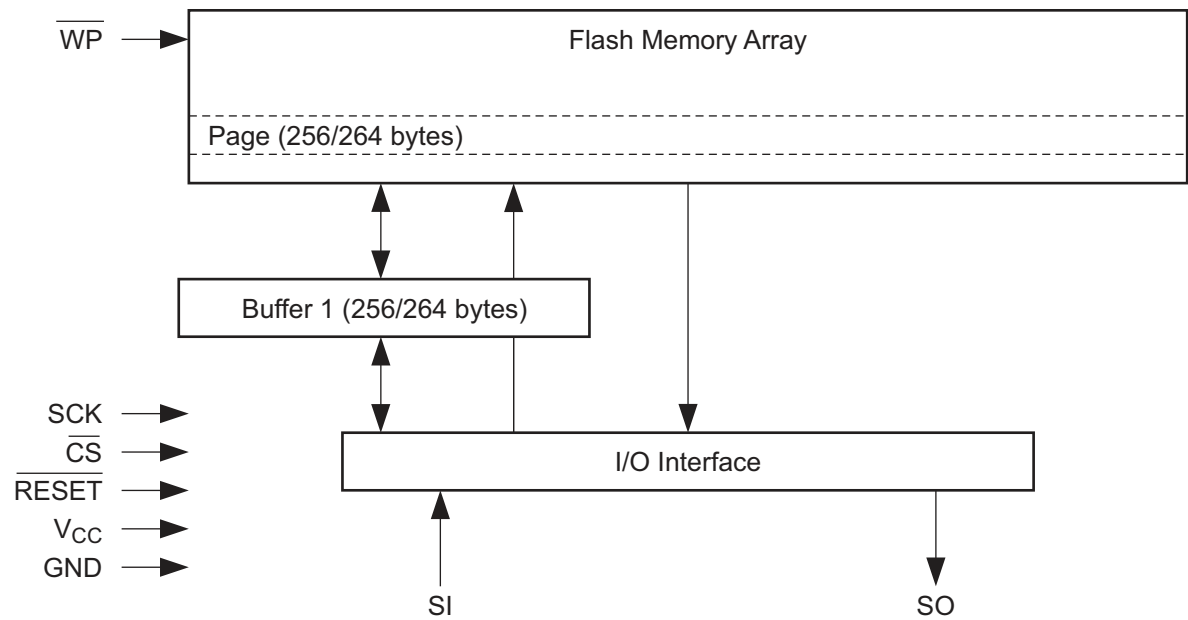 WP
Flash Memory Array
Page (256/264 bytes)
Buffer 1 (256/264 bytes)
SCK
CS
RESET
VCC
GND
I/O Interface
SI
SO